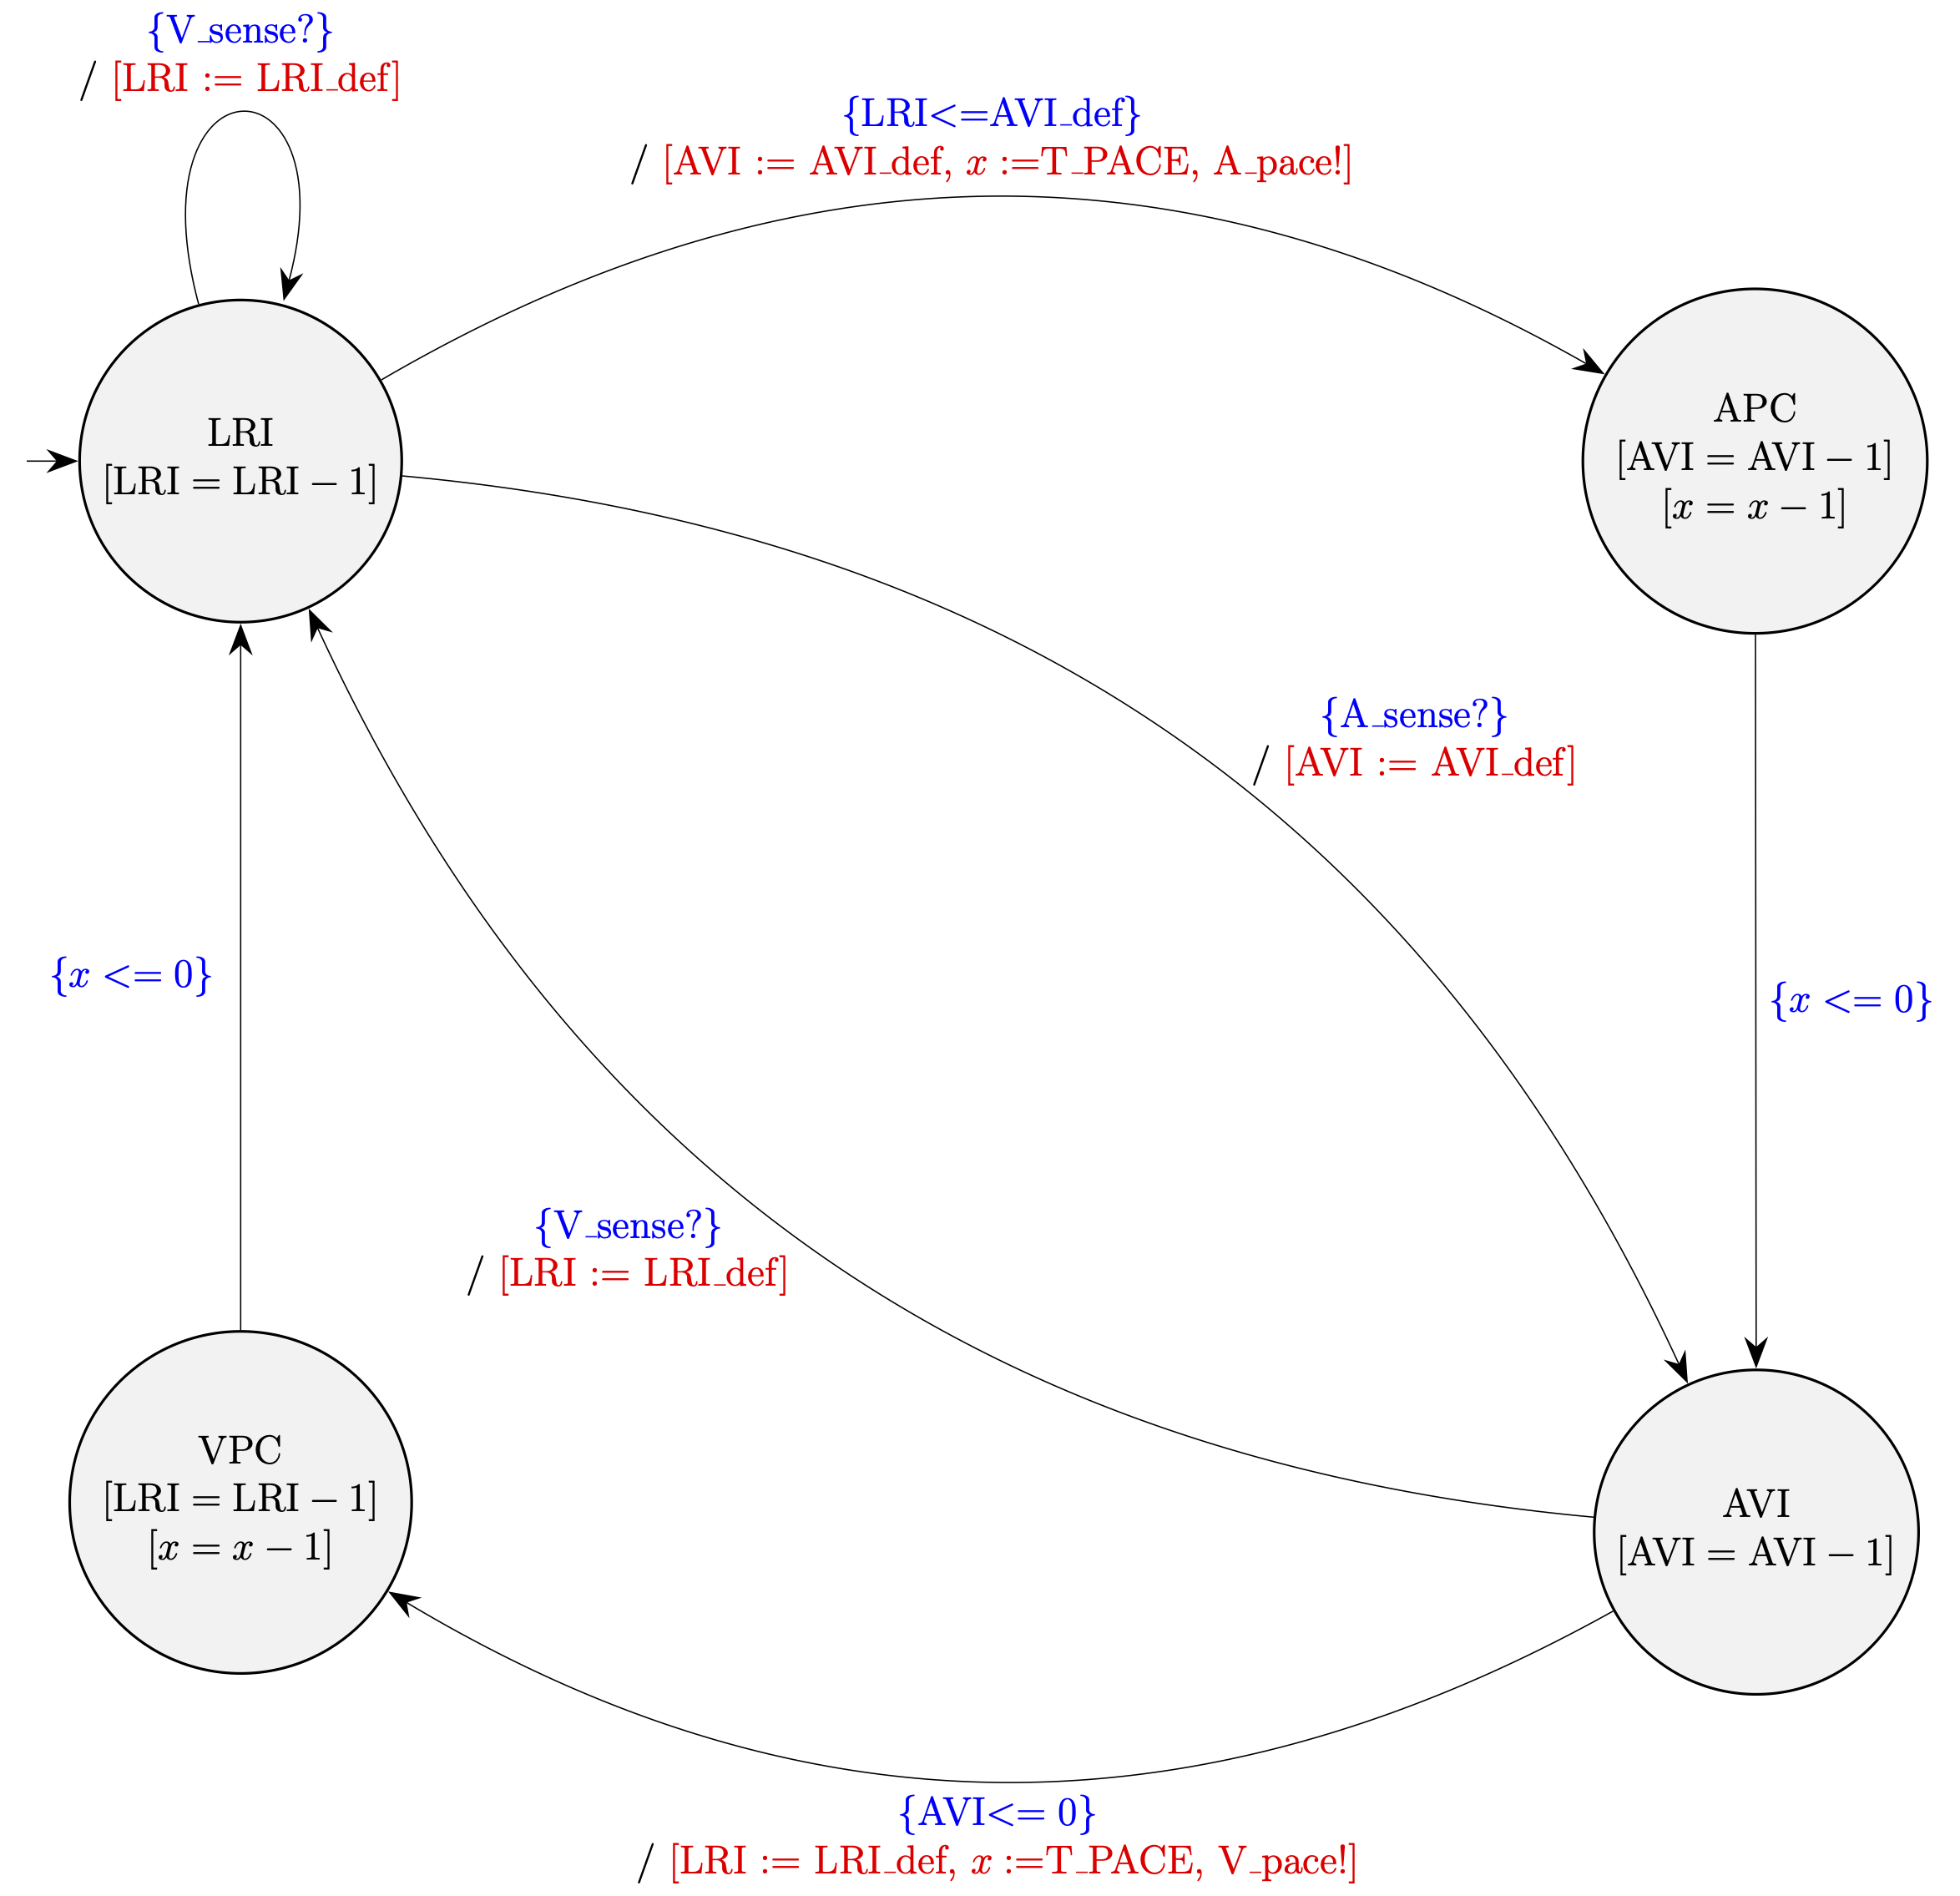 {V_sense?}
/ [LRI := LRI_def]
{LRI<=AVI_def}
/ [AVI := AVI_def, x :=T_PACE, A_pace!]
LRI
[LRI = LRI − 1]
APC
[AVI = AVI − 1]
[x = x − 1]
{A_sense?}
/ [AVI := AVI_def]
{x <= 0}
{x <= 0}
{V_sense?}
/ [LRI := LRI_def]
VPC
[LRI = LRI − 1]
[x = x − 1]
AVI
[AVI = AVI − 1]
{AVI<= 0}
/ [LRI := LRI_def, x :=T_PACE, V_pace!]